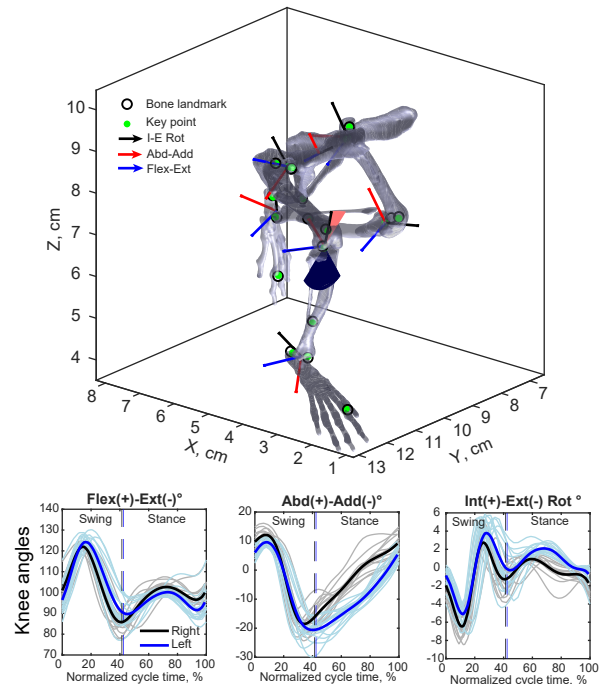 Bone landmark
Key point
I-E Rot
Abd-Add
Flex-Ext
Z, cm
10
9
8
7
6
5
4
8
7
6
5
4
3
2
1
X, cm
13
12
11
10
9
8
7
Y, cm
Knee angles
Flex(+)-Ext(-)°
Swing
Stance
140
130
120
110
100
90
80
70
Right
Left
0
20
40
60
80
100
Normalized cycle time, %
Abd(+)-Add(-)°
Swing
Stance
20
10
0
-10
-20
-30
0
20
40
60
80
100
Normalized cycle time, %
Int(+)-Ext(-) Rot °
Swing
Stance
6
4
2
0
-2
-4
-6
-8
-10
0
20
40
60
80
100
Normalized cycle time, %